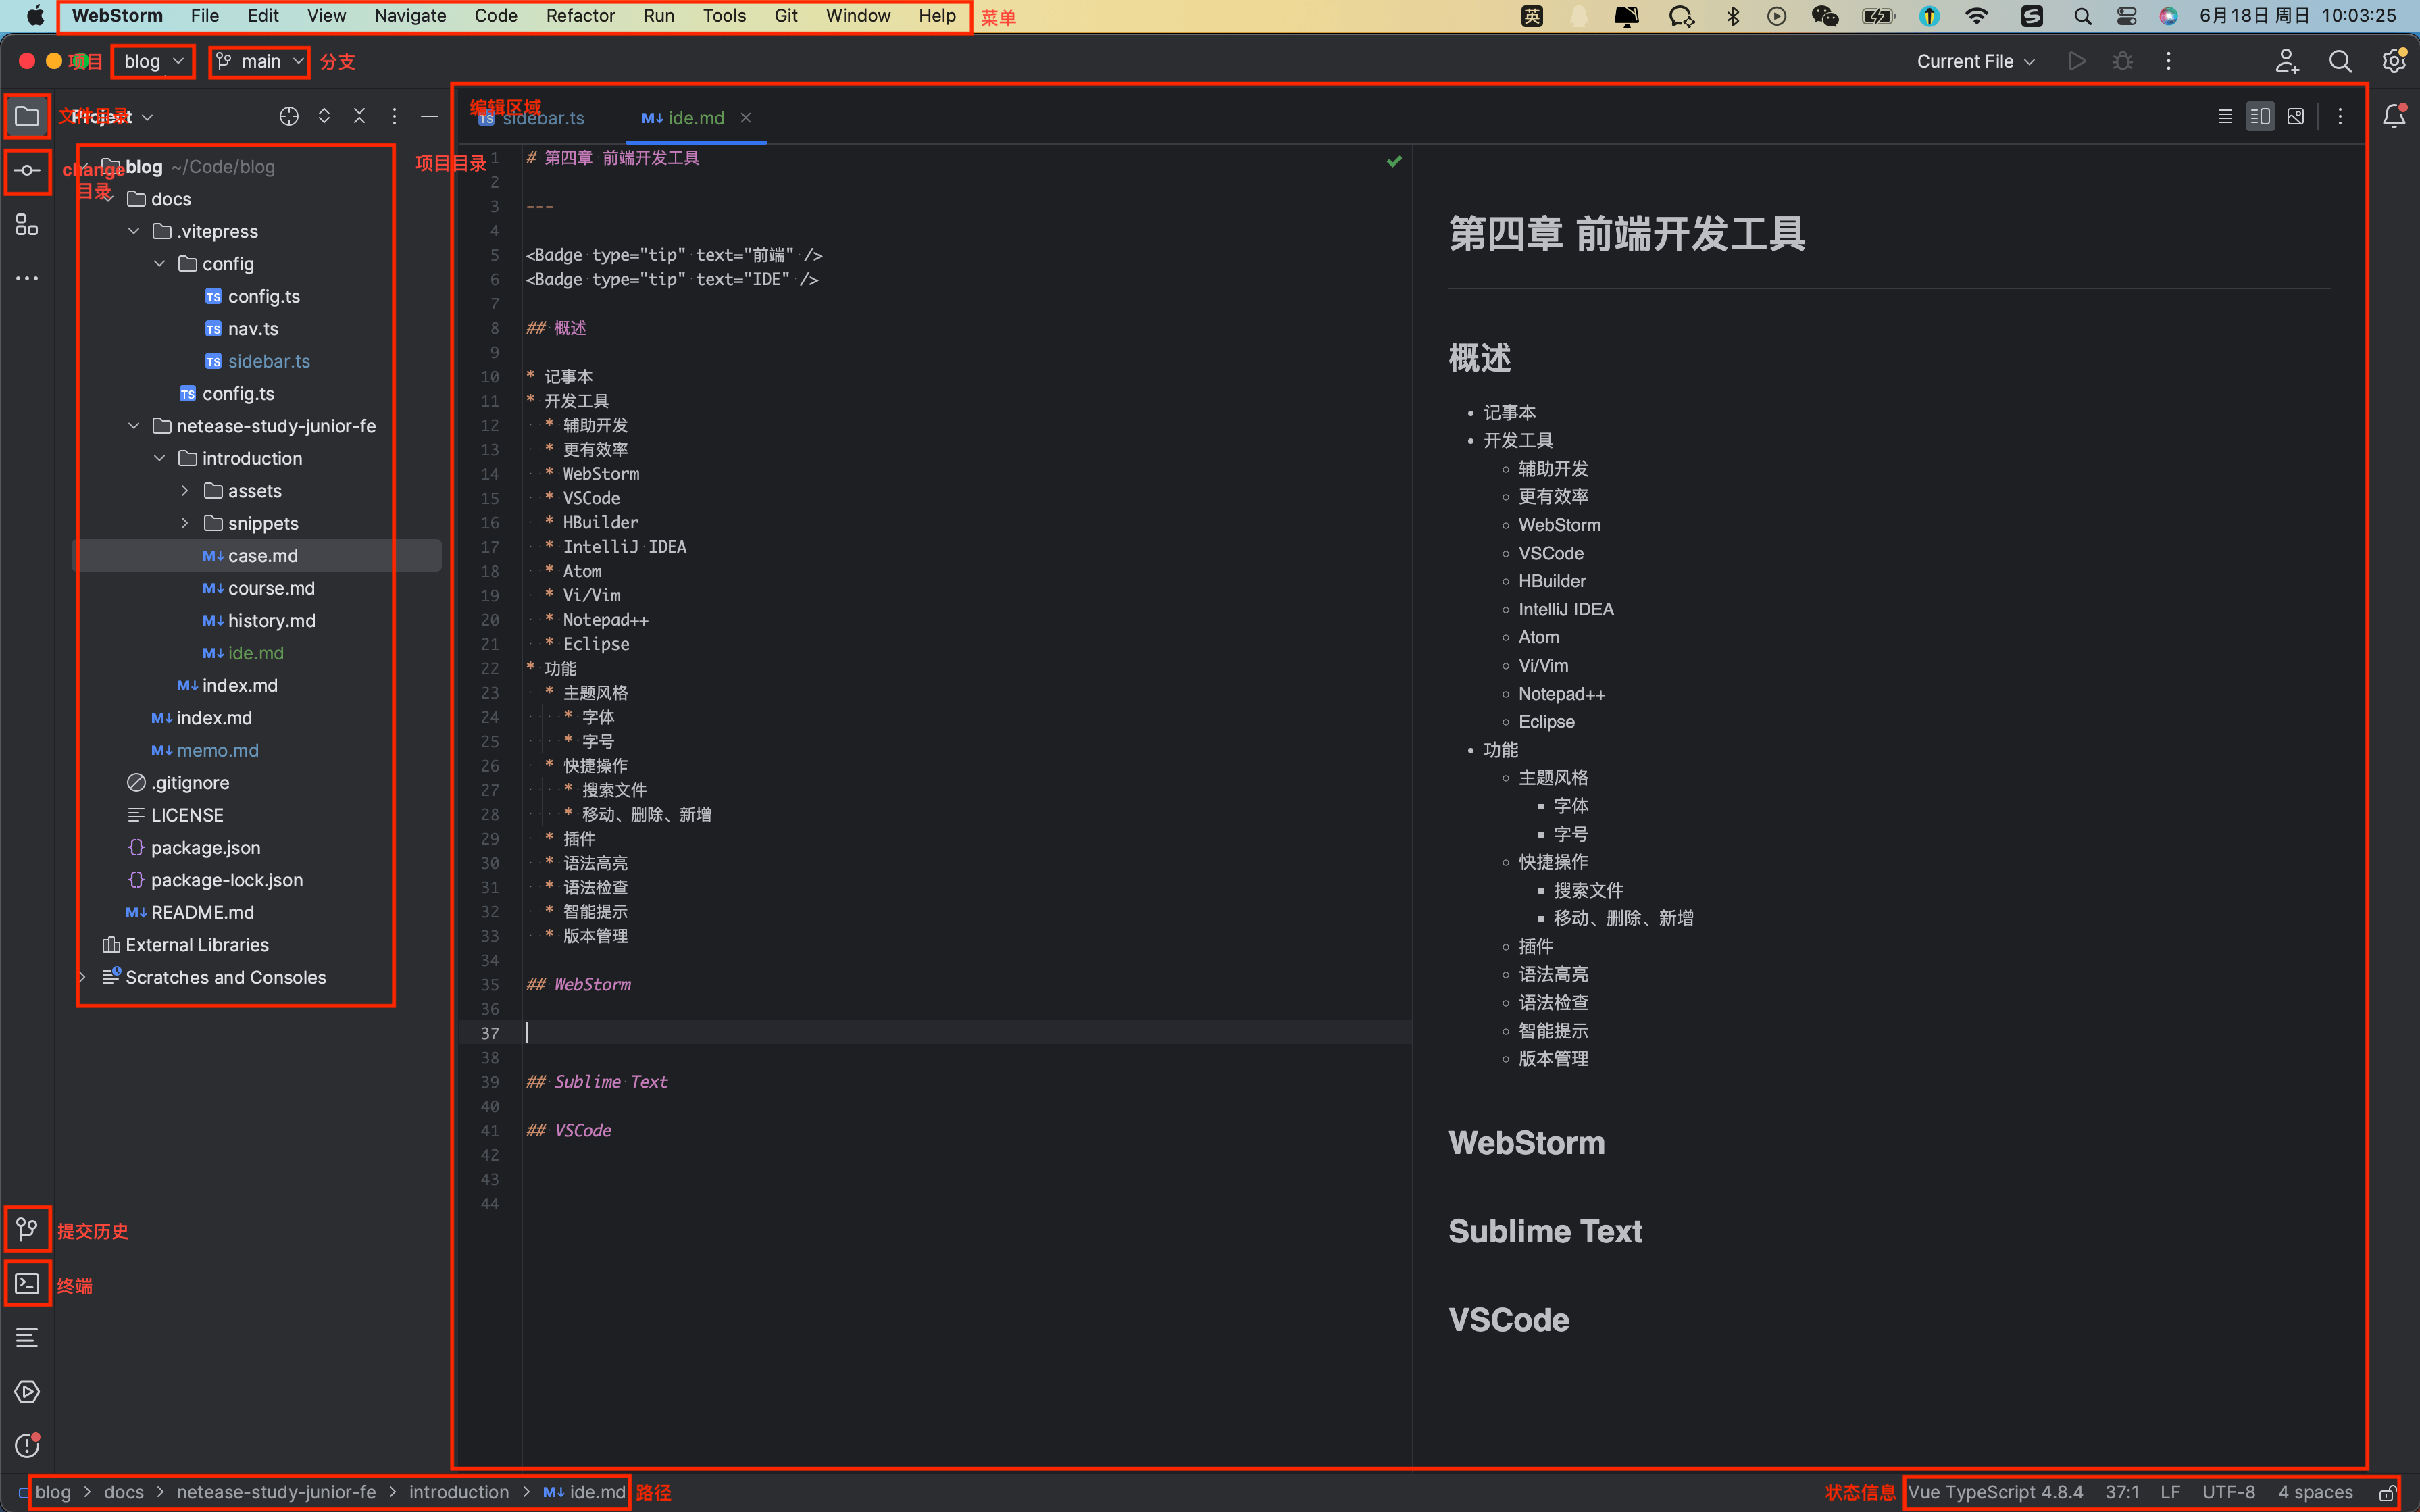 WebStorm File Edit View Navigate Code Refactor Run Tools Git Window Help 菜单 英 6月18日 周日 10:03:25
项目 blog main 分支 Current File
文件目录 Project
change
目录
blog ~/Code/blog 项目目录
docs
.vitepress
config
TS config.ts
TS nav.ts
TS sidebar.ts
TS config.ts
netease-study-junior-fe
introduction
assets
snippets
M↓ case.md
M↓ course.md
M↓ history.md
M↓ ide.md
M↓ index.md
M↓ index.md
M↓ memo.md
.gitignore
LICENSE
{} package.json
{} package-lock.json
M↓ README.md
External Libraries
Scratches and Consoles
提交历史
终端
编辑区域
TS sidebar.ts M↓ ide.md
1 # 第四章 前端开发工具
2
3 ---
4
5 <Badge type="tip" text="前端" />
6 <Badge type="tip" text="IDE" />
7
8 ## 概述
9
10 * 记事本
11 * 开发工具
12 * 辅助开发
13 * 更有效率
14 * WebStorm
15 * VSCode
16 * HBuilder
17 * IntelliJ IDEA
18 * Atom
19 * Vi/Vim
20 * Notepad++
21 * Eclipse
22 * 功能
23 * 主题风格
24 * 字体
25 * 字号
26 * 快捷操作
27 * 搜索文件
28 * 移动、删除、新增
29 * 插件
30 * 语法高亮
31 * 语法检查
32 * 智能提示
33 * 版本管理
34
35 ## WebStorm
36
37
38
39 ## Sublime Text
40
41 ## VSCode
42
43
44
第四章 前端开发工具
概述
• 记事本
• 开发工具
◦ 辅助开发
◦ 更有效率
◦ WebStorm
◦ VSCode
◦ HBuilder
◦ IntelliJ IDEA
◦ Atom
◦ Vi/Vim
◦ Notepad++
◦ Eclipse
• 功能
◦ 主题风格
▪ 字体
▪ 字号
◦ 快捷操作
▪ 搜索文件
▪ 移动、删除、新增
◦ 插件
◦ 语法高亮
◦ 语法检查
◦ 智能提示
◦ 版本管理
WebStorm
Sublime Text
VSCode
blog > docs > netease-study-junior-fe > introduction > M↓ ide.md 路径 状态信息 Vue TypeScript 4.8.4 37:1 LF UTF-8 4 spaces